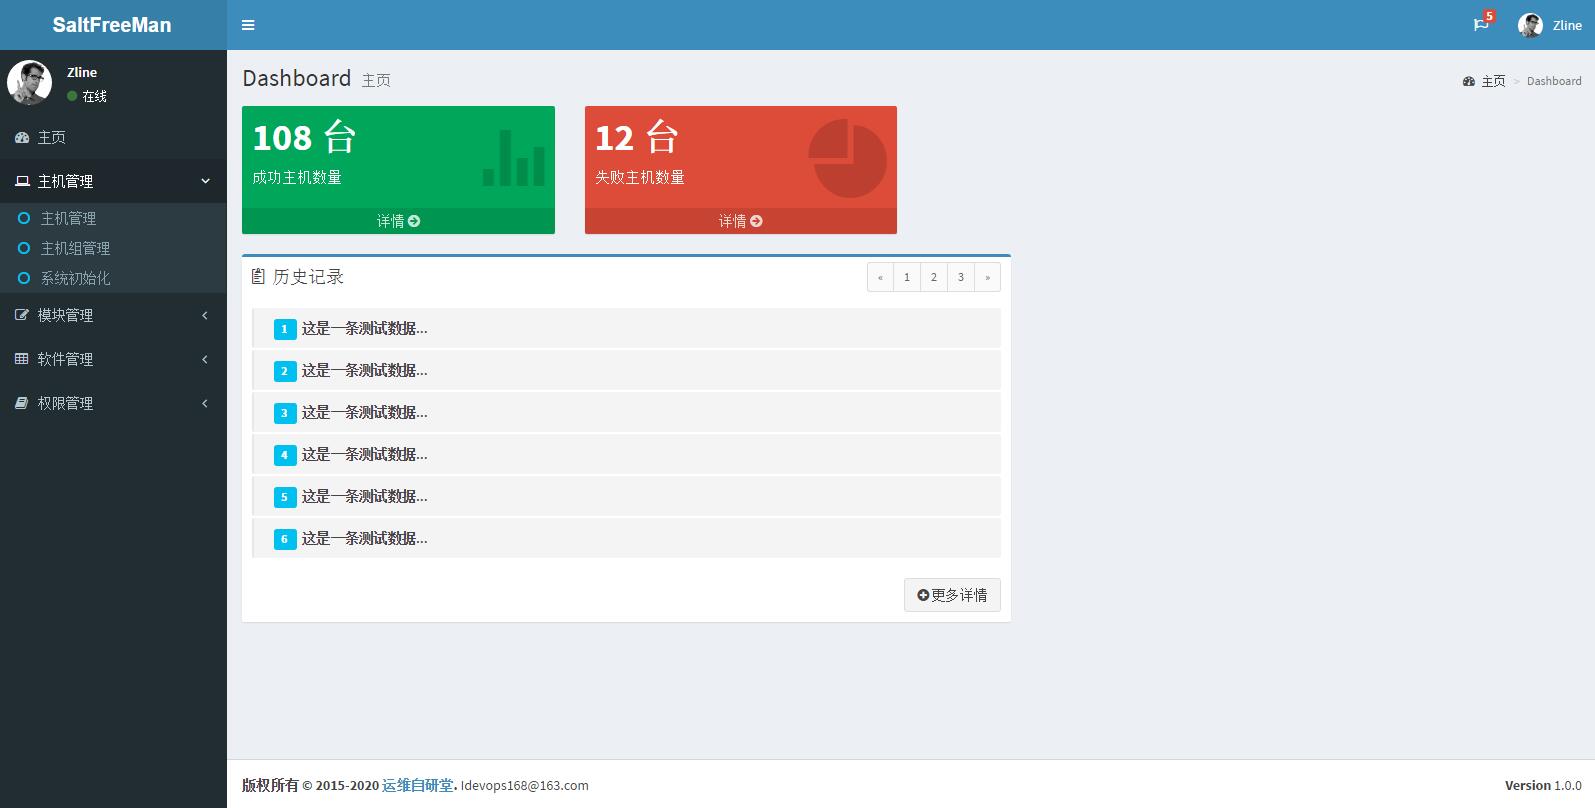 SaltFreeMan
5
Zline
Zline
在线
主页
主机管理
主机管理
主机组管理
系统初始化
模块管理
软件管理
权限管理
Dashboard 主页
主页 > Dashboard
108 台
成功主机数量
详情
12 台
失败主机数量
详情
历史记录
« 1 2 3 »
1 这是一条测试数据...
2 这是一条测试数据...
3 这是一条测试数据...
4 这是一条测试数据...
5 这是一条测试数据...
6 这是一条测试数据...
更多详情
版权所有 © 2015-2020 运维自研堂. ldevops168@163.com
Version 1.0.0